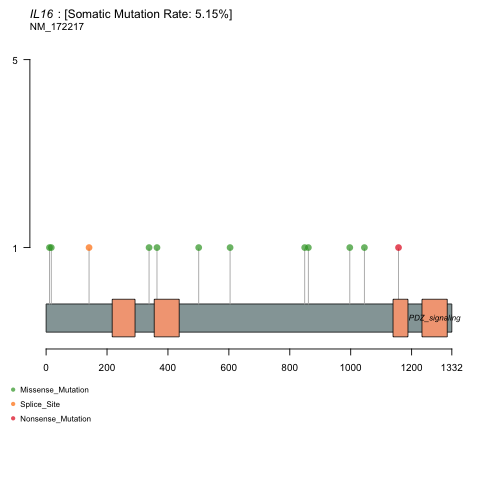 IL16 : [Somatic Mutation Rate: 5.15%]
NM_172217
5
1
PDZ_signaling
0 200 400 600 800 1000 1200 1332
Missense_Mutation
Splice_Site
Nonsense_Mutation